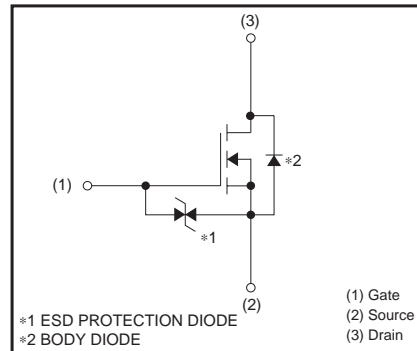 (3)
∗2
(1)
∗1
(2)
∗1 ESD PROTECTION DIODE
∗2 BODY DIODE
(1) Gate
(2) Source
(3) Drain